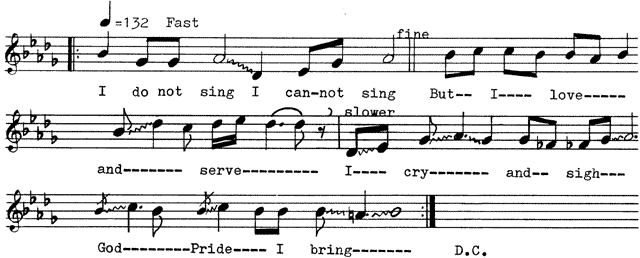 =132 Fast
fine
I do not sing I can-not sing But-- I---- love-----
slower
and------- serve---------- I---- cry------- and-- sigh---
God--------Pride---- I bring------- D.C.